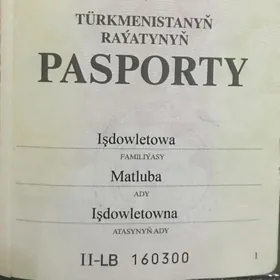 TÜRKMENISTANYŇ
RAÝATYNYŇ
PASPORTY
Işdowletowa
FAMILIÝASY
Matluba
ADY
Işdowletowna
ATASYNYŇ ADY
II-LB 160300
1